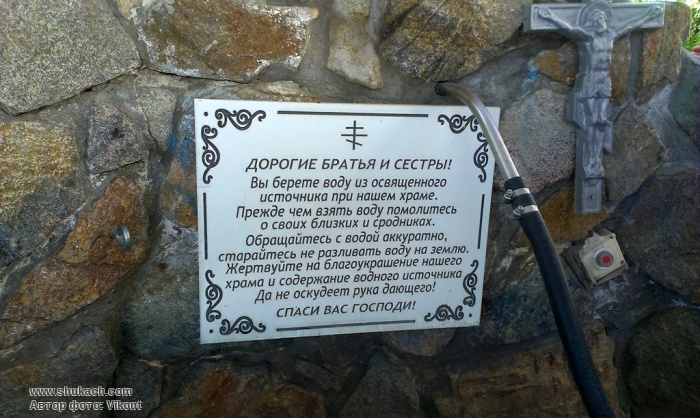 ДОРОГИЕ БРАТЬЯ И СЕСТРЫ!
Вы берете воду из освященного
источника при нашем храме.
Прежде чем взять воду помолитесь
о своих близких и сродниках.
Обращайтесь с водой аккуратно,
старайтесь не разливать воду на землю.
Жертвуйте на благоукрашение нашего
храма и содержание водного источника
Да не оскудеет рука дающего!
СПАСИ ВАС ГОСПОДИ!
www.shukach.com
Автор фото: Vikont